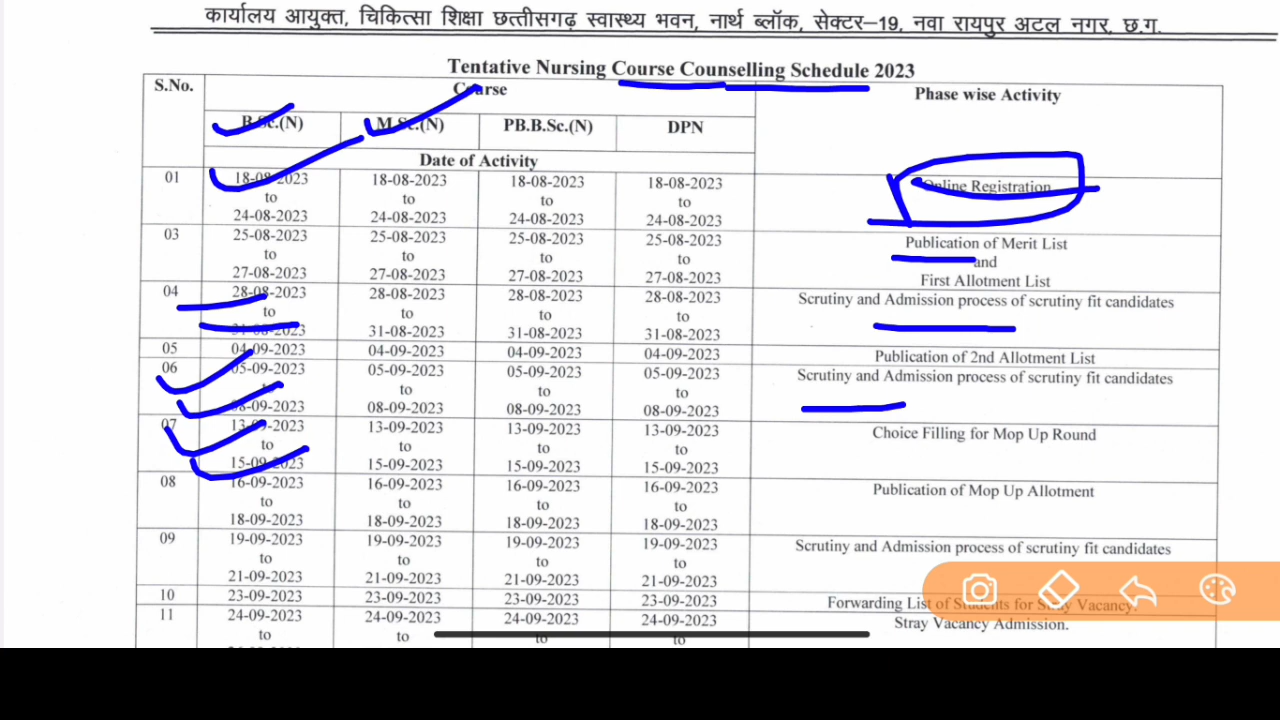 कार्यालय आयुक्त, चिकित्सा शिक्षा छत्तीसगढ़ स्वास्थ्य भवन, नार्थ ब्लॉक, सेक्टर–19, नवा रायपुर अटल नगर, छ.ग.
Tentative Nursing Course Counselling Schedule 2023
S.No. Course Phase wise Activity
B.Sc.(N) M.Sc.(N) PB.B.Sc.(N) DPN
Date of Activity
01 18-08-2023 18-08-2023 18-08-2023 18-08-2023 Online Registration
to to to to
24-08-2023 24-08-2023 24-08-2023 24-08-2023
03 25-08-2023 25-08-2023 25-08-2023 25-08-2023 Publication of Merit List
to to to to and
27-08-2023 27-08-2023 27-08-2023 27-08-2023 First Allotment List
04 28-08-2023 28-08-2023 28-08-2023 28-08-2023 Scrutiny and Admission process of scrutiny fit candidates
to to to to
31-08-2023 31-08-2023 31-08-2023 31-08-2023
05 04-09-2023 04-09-2023 04-09-2023 04-09-2023 Publication of 2nd Allotment List
06 05-09-2023 05-09-2023 05-09-2023 05-09-2023 Scrutiny and Admission process of scrutiny fit candidates
to to to to
08-09-2023 08-09-2023 08-09-2023 08-09-2023
07 13-09-2023 13-09-2023 13-09-2023 13-09-2023 Choice Filling for Mop Up Round
to to to to
15-09-2023 15-09-2023 15-09-2023 15-09-2023
08 16-09-2023 16-09-2023 16-09-2023 16-09-2023 Publication of Mop Up Allotment
to to to to
18-09-2023 18-09-2023 18-09-2023 18-09-2023
09 19-09-2023 19-09-2023 19-09-2023 19-09-2023 Scrutiny and Admission process of scrutiny fit candidates
to to to to
21-09-2023 21-09-2023 21-09-2023 21-09-2023
10 23-09-2023 23-09-2023 23-09-2023 23-09-2023 Forwarding List of Students for Stray Vacancy.
11 24-09-2023 24-09-2023 24-09-2023 24-09-2023 Stray Vacancy Admission.
to to to to